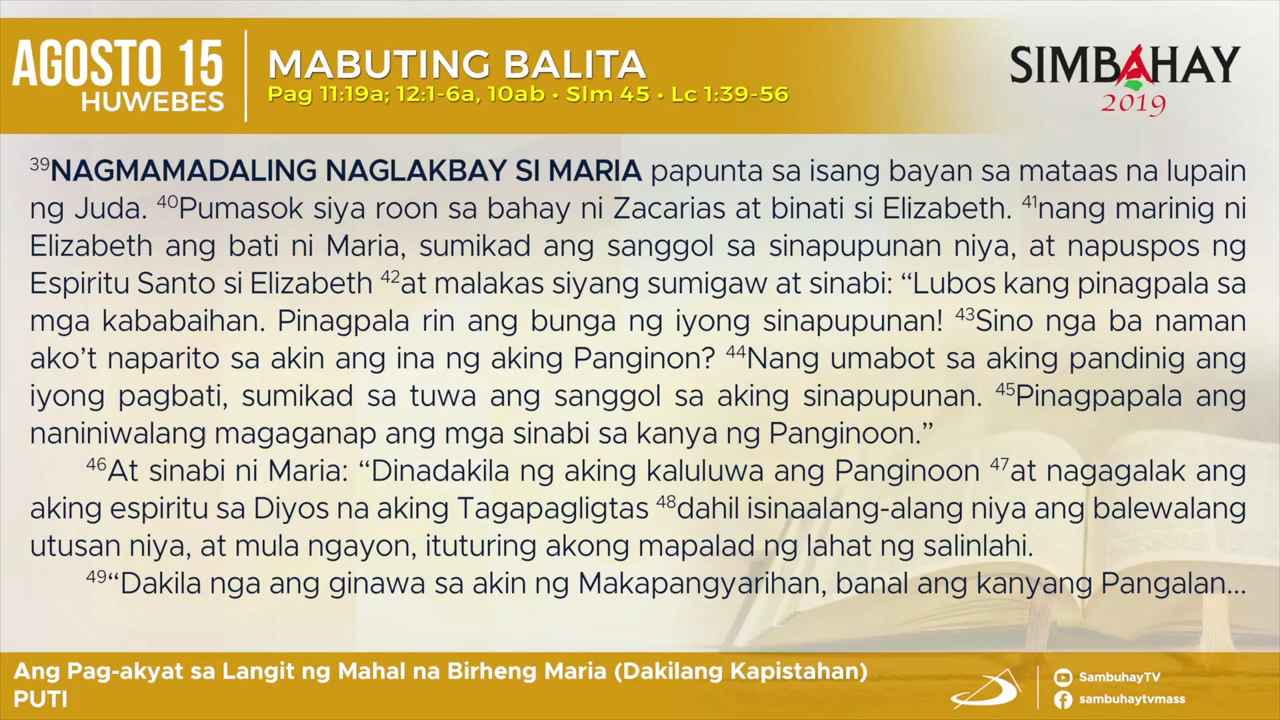 AGOSTO 15
HUWEBES
MABUTING BALITA
Pag 11:19a; 12:1-6a, 10ab • Slm 45 • Lc 1:39-56
SIMBAHAY
2019
³⁹NAGMAMADALING NAGLAKBAY SI MARIA papunta sa isang bayan sa mataas na lupain
ng Juda. ⁴⁰Pumasok siya roon sa bahay ni Zacarias at binati si Elizabeth. ⁴¹nang marinig ni
Elizabeth ang bati ni Maria, sumikad ang sanggol sa sinapupunan niya, at napuspos ng
Espiritu Santo si Elizabeth ⁴²at malakas siyang sumigaw at sinabi: “Lubos kang pinagpala sa
mga kababaihan. Pinagpala rin ang bunga ng iyong sinapupunan! ⁴³Sino nga ba naman
ako’t naparito sa akin ang ina ng aking Panginon? ⁴⁴Nang umabot sa aking pandinig ang
iyong pagbati, sumikad sa tuwa ang sanggol sa aking sinapupunan. ⁴⁵Pinagpapala ang
naniniwalang magaganap ang mga sinabi sa kanya ng Panginoon.”
⁴⁶At sinabi ni Maria: “Dinadakila ng aking kaluluwa ang Panginoon ⁴⁷at nagagalak ang
aking espiritu sa Diyos na aking Tagapagligtas ⁴⁸dahil isinaalang-alang niya ang balewalang
utusan niya, at mula ngayon, ituturing akong mapalad ng lahat ng salinlahi.
⁴⁹“Dakila nga ang ginawa sa akin ng Makapangyarihan, banal ang kanyang Pangalan...
Ang Pag-akyat sa Langit ng Mahal na Birheng Maria (Dakilang Kapistahan)
PUTI
SambuhayTV
sambuhaytvmass